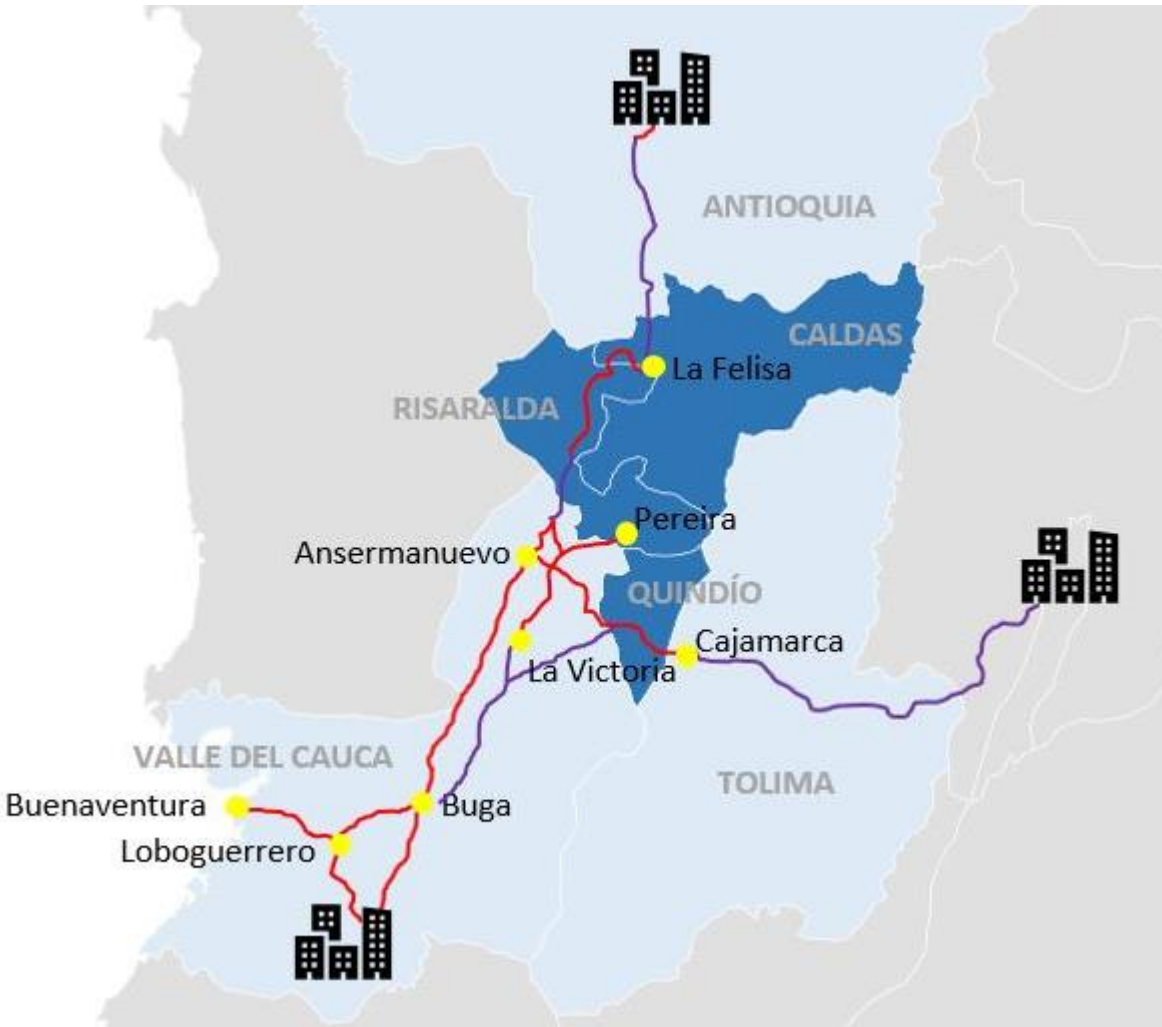 ANTIOQUIA
CALDAS
La Felisa
RISARALDA
Pereira
Ansermanuevo
QUINDÍO
Cajamarca
La Victoria
VALLE DEL CAUCA
TOLIMA
Buenaventura
Buga
Loboguerrero